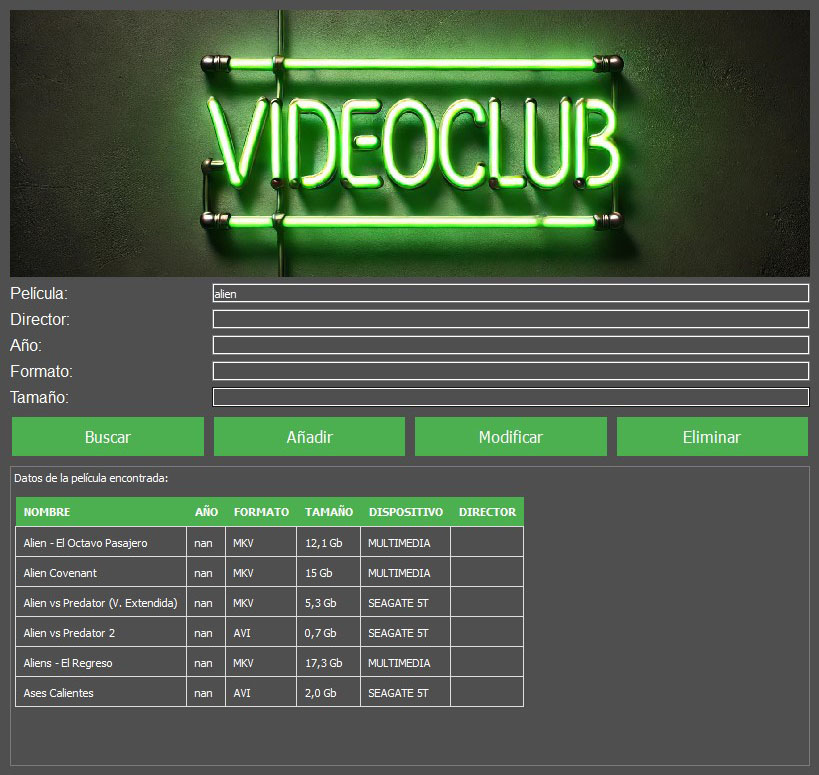 VIDEOCLUB
Película: alien
Director:
Año:
Formato:
Tamaño:
Buscar Añadir Modificar Eliminar
Datos de la película encontrada:
NOMBRE AÑO FORMATO TAMAÑO DISPOSITIVO DIRECTOR
Alien - El Octavo Pasajero nan MKV 12,1 Gb MULTIMEDIA
Alien Covenant nan MKV 15 Gb MULTIMEDIA
Alien vs Predator (V. Extendida) nan MKV 5,3 Gb SEAGATE 5T
Alien vs Predator 2 nan AVI 0,7 Gb SEAGATE 5T
Aliens - El Regreso nan MKV 17,3 Gb MULTIMEDIA
Ases Calientes nan AVI 2,0 Gb SEAGATE 5T